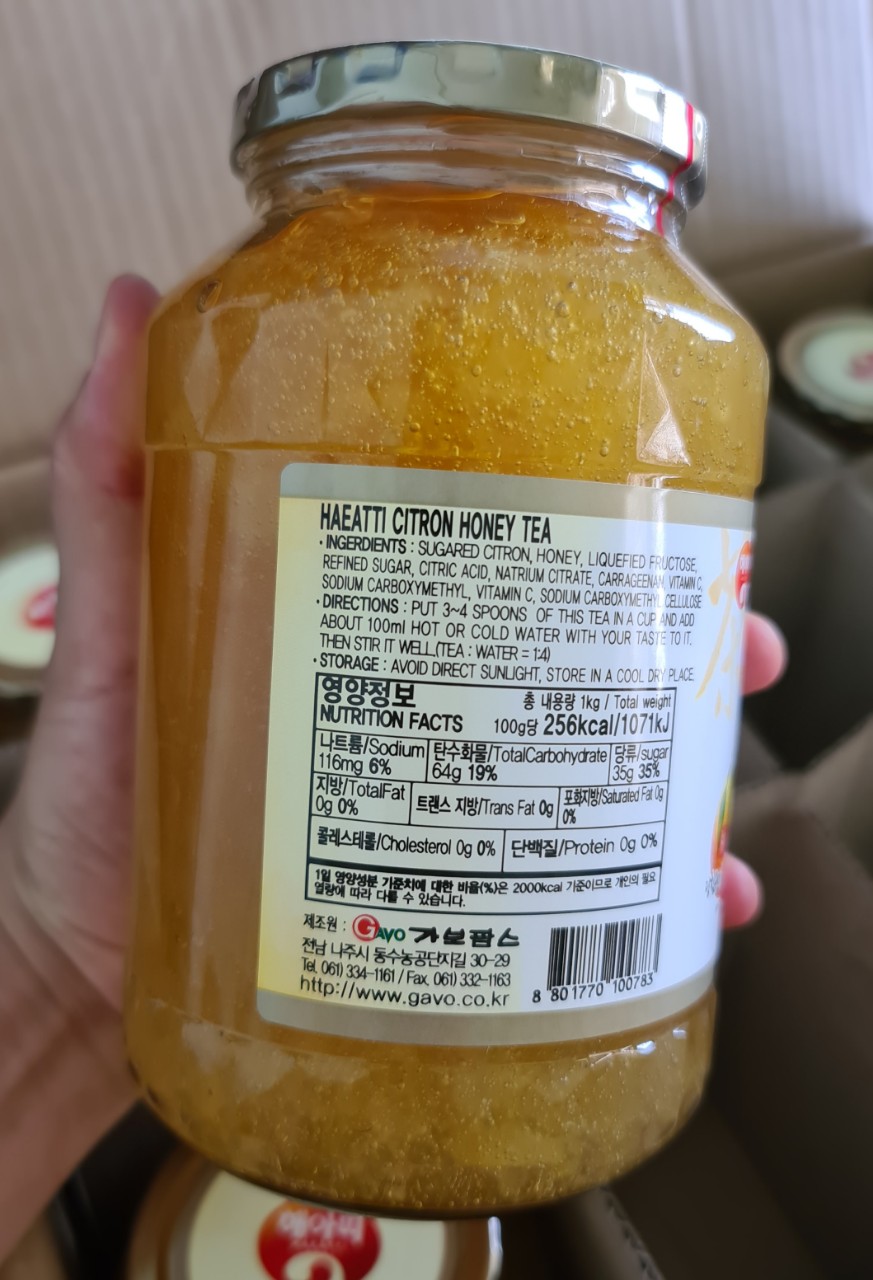 HAEATTI CITRON HONEY TEA
· INGERDIENTS : SUGARED CITRON, HONEY, LIQUEFIED FRUCTOSE,
REFINED SUGAR, CITRIC ACID, NATRIUM CITRATE, CARRAGEENAN, VITAMIN C,
SODIUM CARBOXYMETHYL, VITAMIN C, SODIUM CARBOXYMETHYL CELLULOSE
· DIRECTIONS : PUT 3~4 SPOONS OF THIS TEA IN A CUP AND ADD
ABOUT 100ml HOT OR COLD WATER WITH YOUR TASTE TO IT,
THEN STIR IT WELL.(TEA : WATER = 1:4)
· STORAGE : AVOID DIRECT SUNLIGHT, STORE IN A COOL DRY PLACE.
영양정보 총 내용량 1kg / Total weight
NUTRITION FACTS 100g당 256kcal/1071kJ
나트륨/Sodium 탄수화물/TotalCarbohydrate 당류/sugar
116mg 6% 64g 19% 35g 35%
지방/TotalFat 트랜스 지방/Trans Fat 0g 포화지방/Saturated Fat 0g
0g 0% 0%
콜레스테롤/Cholesterol 0g 0% 단백질/Protein 0g 0%
1일 영양성분 기준치에 대한 비율(%)은 2000kcal 기준이므로 개인의 필요
열량에 따라 다를 수 있습니다.
제조원 : GAVO 가보팜스
전남 나주시 동수농공단지길 30-29
Tel. 061) 334-1161 / Fax. 061) 332-1163
http://www.gavo.co.kr
8 801770 100783
해아띠